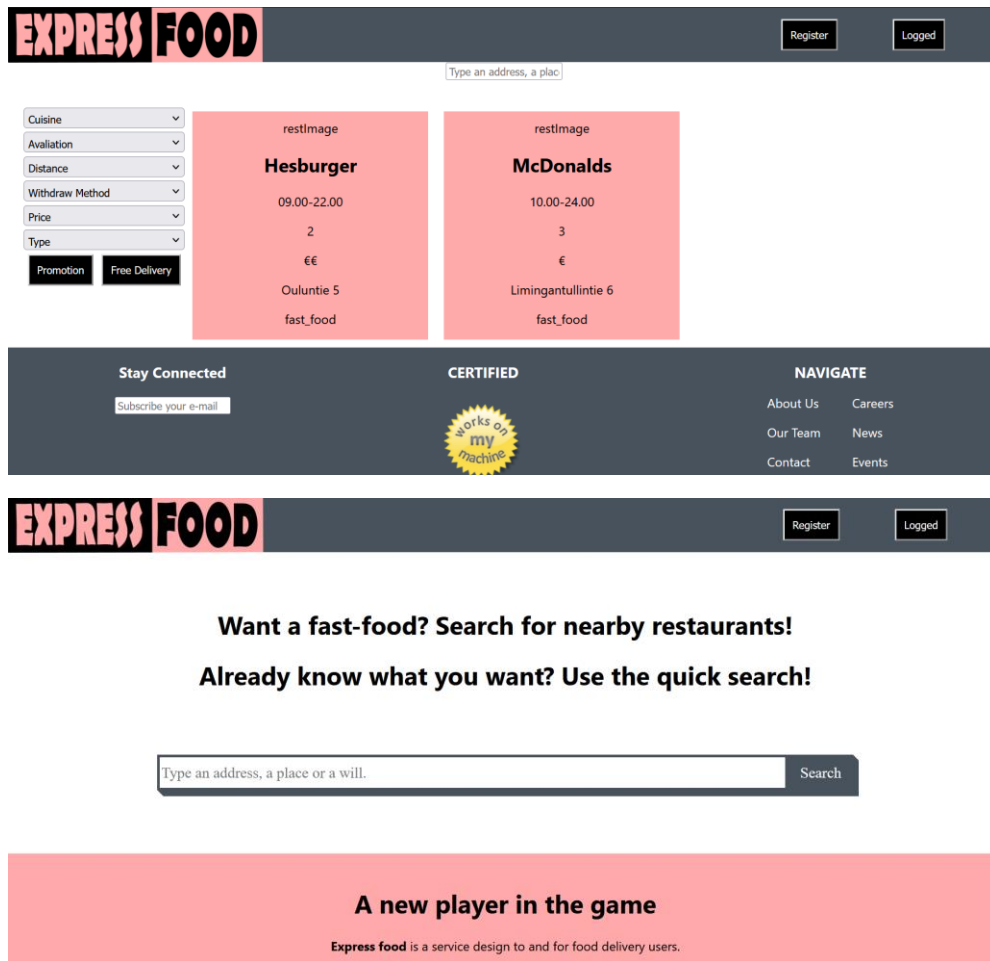 EXPRESS FOOD
Register
Logged
Type an address, a plac
Cuisine
Avaliation
Distance
Withdraw Method
Price
Type
Promotion
Free Delivery
restImage
Hesburger
09.00-22.00
2
€€
Ouluntie 5
fast_food
restImage
McDonalds
10.00-24.00
3
€
Limingantullintie 6
fast_food
Stay Connected
Subscribe your e-mail
CERTIFIED
works on
my
machine
NAVIGATE
About Us Careers
Our Team News
Contact Events
EXPRESS FOOD
Register
Logged
Want a fast-food? Search for nearby restaurants!
Already know what you want? Use the quick search!
Type an address, a place or a will.
Search
A new player in the game
Express food is a service design to and for food delivery users.